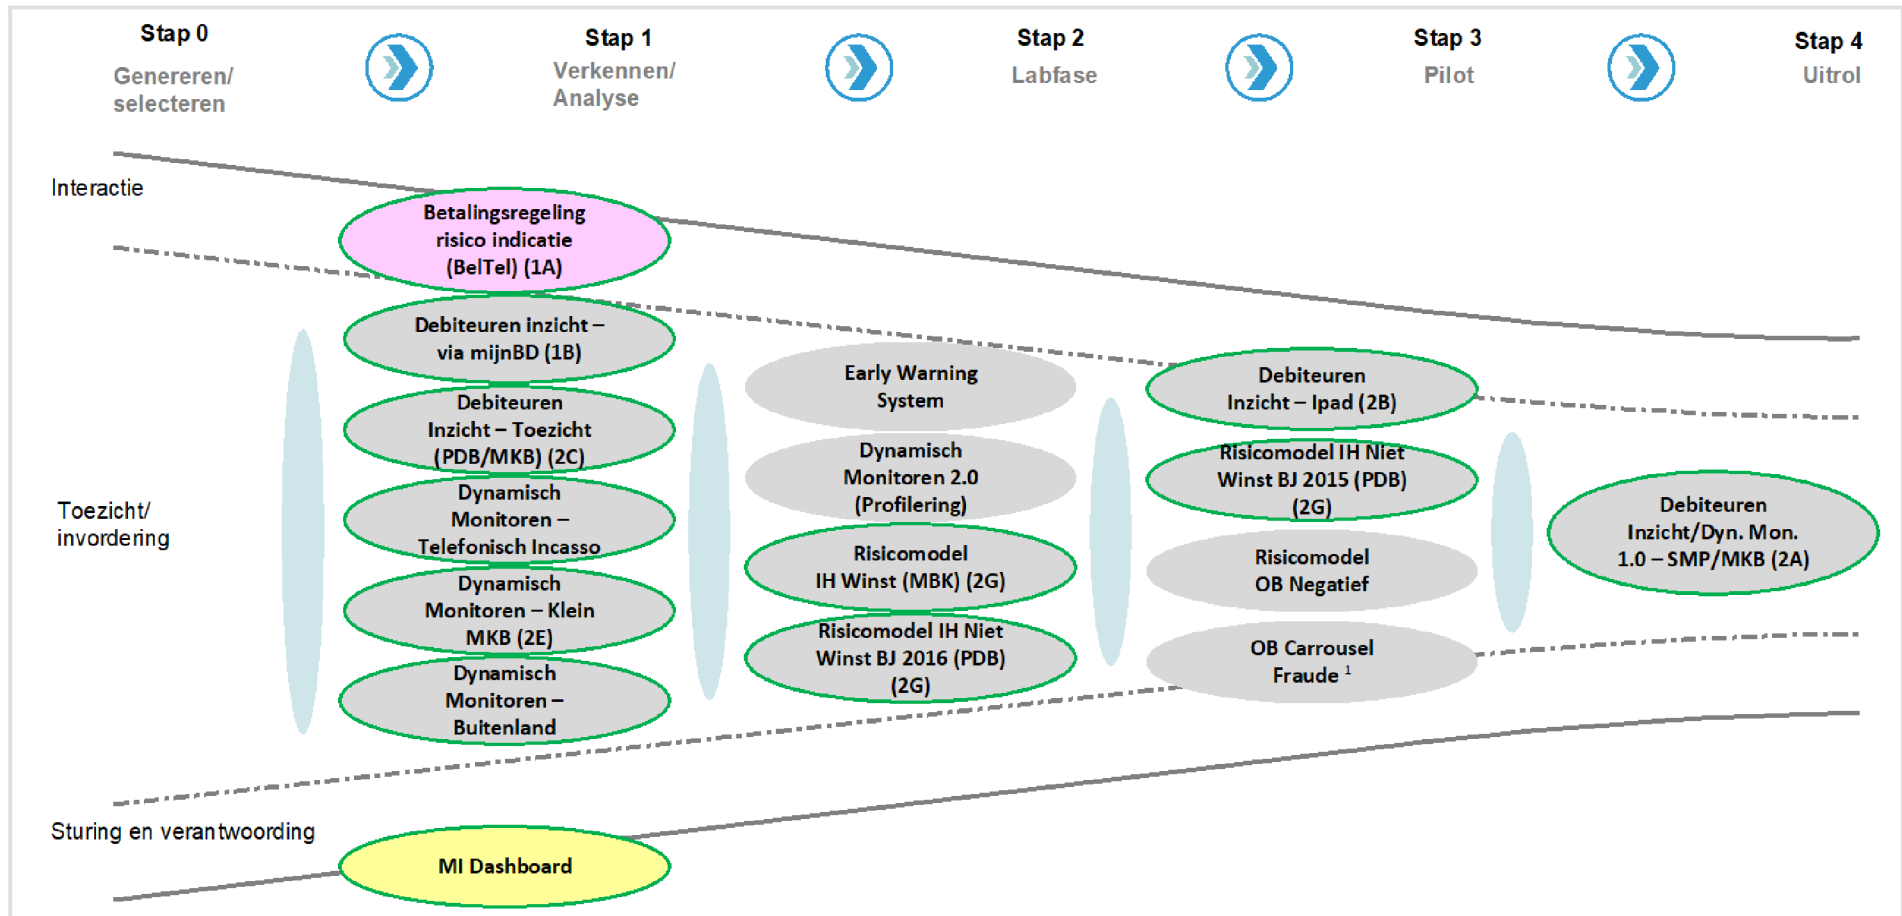 Stap 0
Genereren/
selecteren
Stap 1
Verkennen/
Analyse
Stap 2
Labfase
Stap 3
Pilot
Stap 4
Uitrol
Interactie
Betalingsregeling
risico indicatie
(BelTel) (1A)
Toezicht/
invordering
Debiteuren inzicht –
via mijnBD (1B)
Debiteuren
Inzicht – Toezicht
(PDB/MKB) (2C)
Dynamisch
Monitoren –
Telefonisch Incasso
Dynamisch
Monitoren – Klein
MKB (2E)
Dynamisch
Monitoren –
Buitenland
Early Warning
System
Dynamisch
Monitoren 2.0
(Profilering)
Risicomodel
IH Winst (MBK) (2G)
Risicomodel IH Niet
Winst BJ 2016 (PDB)
(2G)
Debiteuren
Inzicht – Ipad (2B)
Risicomodel IH Niet
Winst BJ 2015 (PDB)
(2G)
Risicomodel
OB Negatief
OB Carrousel
Fraude ¹
Debiteuren
Inzicht/Dyn. Mon.
1.0 – SMP/MKB (2A)
Sturing en verantwoording
MI Dashboard